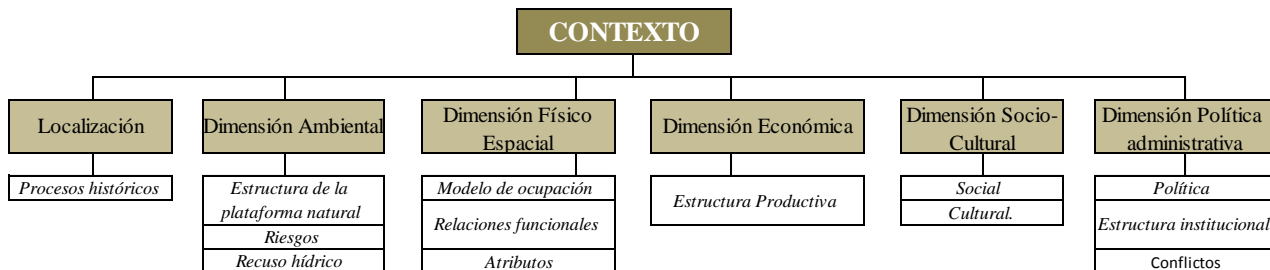 CONTEXTO
Localización
Procesos históricos
Dimensión Ambiental
Estructura de la
plataforma natural
Riesgos
Recuso hídrico
Dimensión Físico
Espacial
Modelo de ocupación
Relaciones funcionales
Atributos
Dimensión Económica
Estructura Productiva
Dimensión Socio-
Cultural
Social
Cultural.
Dimensión Política
administrativa
Política
Estructura institucional
Conflictos